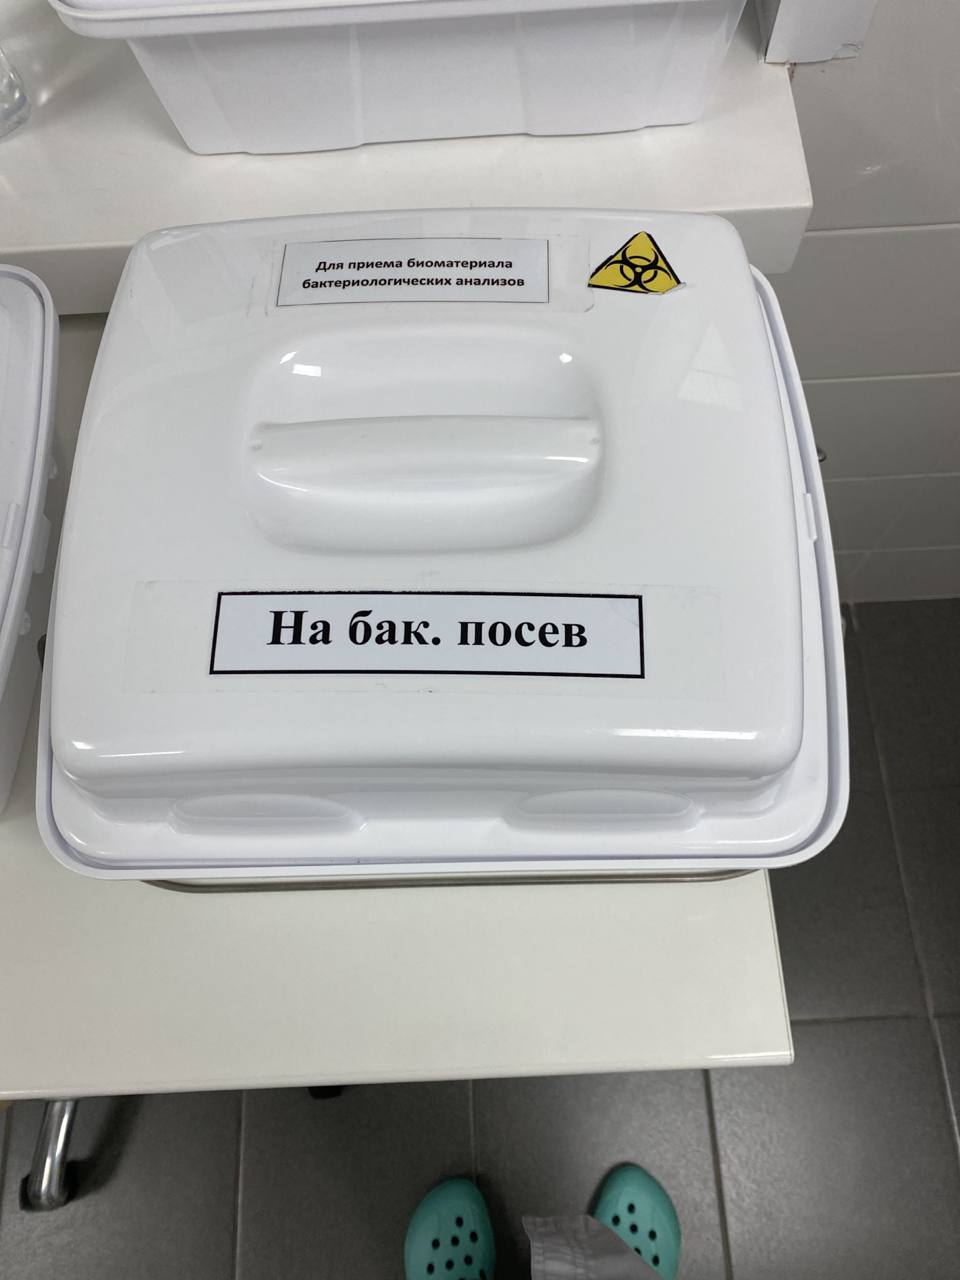 Для приема биоматериала
бактериологических анализов
На бак. посев